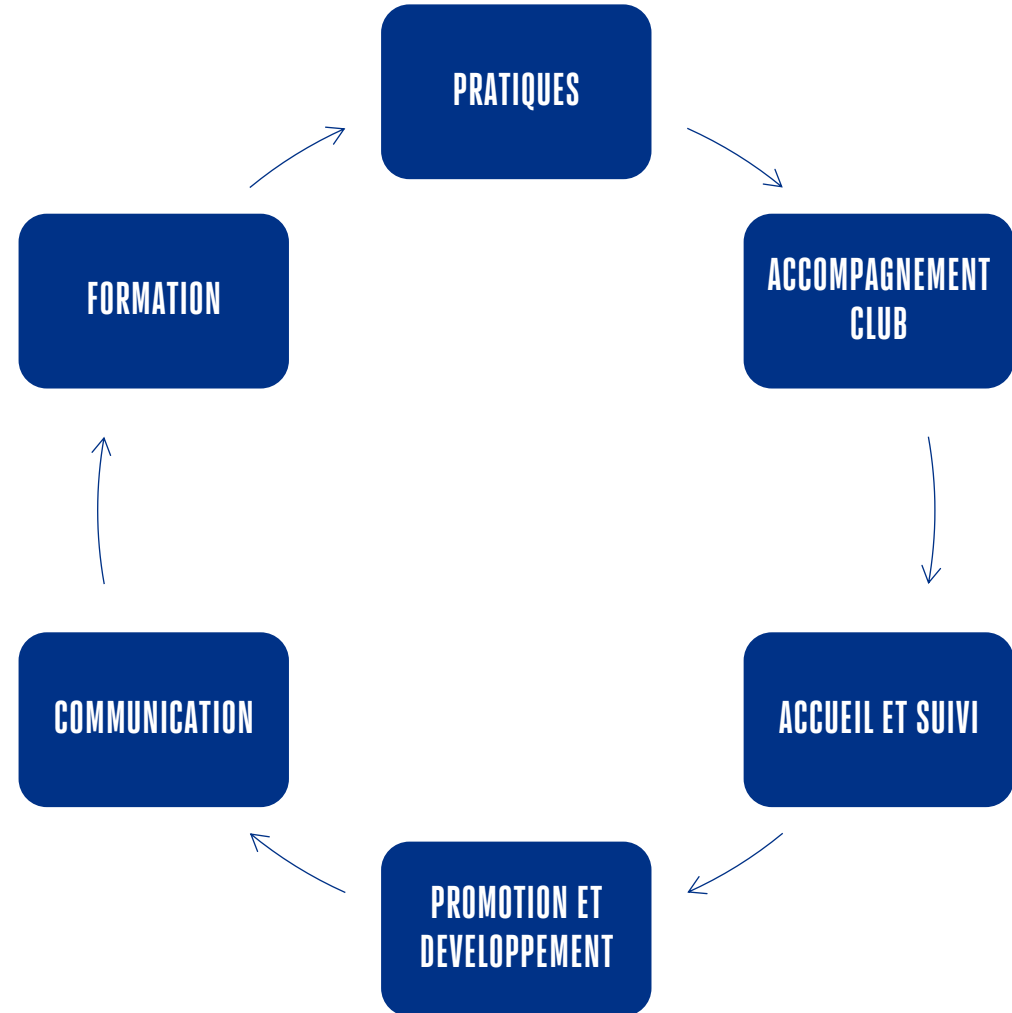 PRATIQUES
ACCOMPAGNEMENT
CLUB
ACCUEIL ET SUIVI
PROMOTION ET
DEVELOPPEMENT
COMMUNICATION
FORMATION